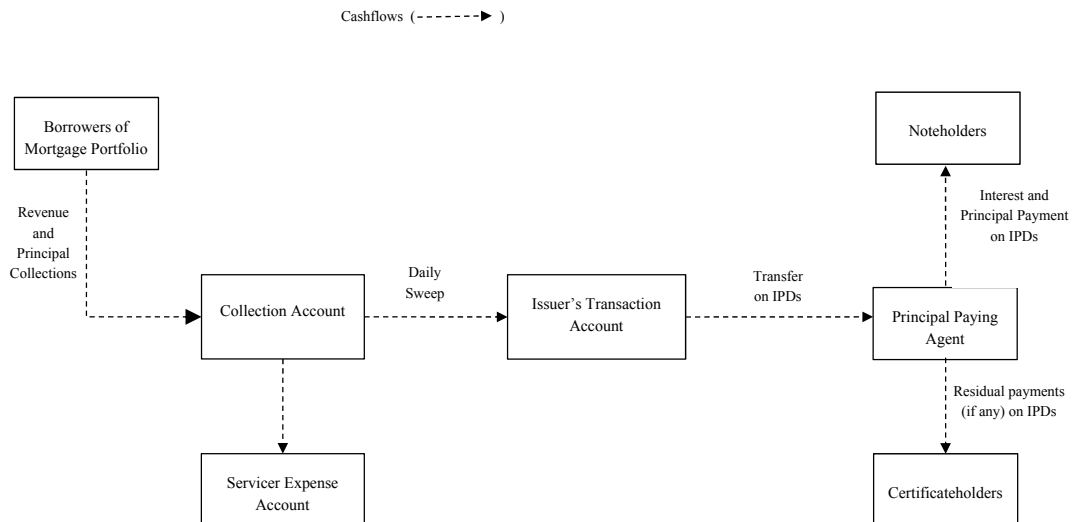 Cashflows ( )
Borrowers of
Mortgage Portfolio
Noteholders
Revenue
and
Principal
Collections
Interest and
Principal Payment
on IPDs
Daily
Sweep
Transfer
on IPDs
Collection Account
Issuer’s Transaction
Account
Principal Paying
Agent
Residual payments
(if any) on IPDs
Servicer Expense
Account
Certificateholders